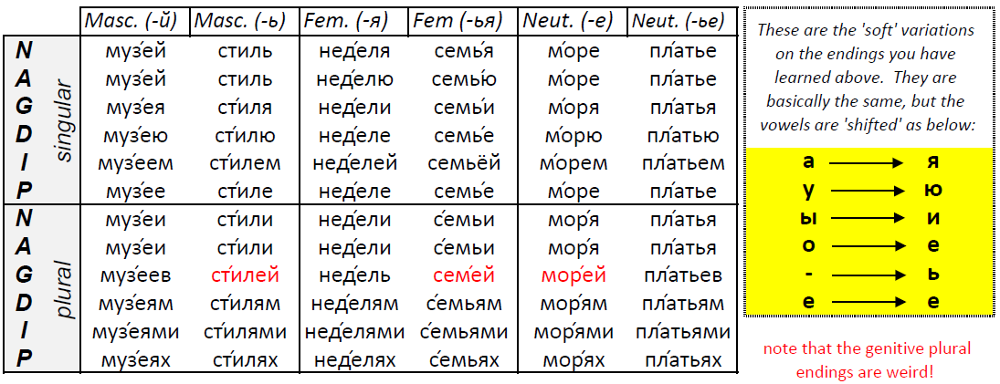 Masc. (-й) Masc. (-ь) Fem. (-я) Fem (-ья) Neut. (-е) Neut. (-ье)
singular
N музе́й стиль неде́ля семья́ мо́ре пла́тье
A музе́й стиль неде́лю семью́ мо́ре пла́тье
G музе́я сти́ля неде́ли семьи́ мо́ря пла́тья
D музе́ю сти́лю неде́ле семье́ мо́рю пла́тью
I музе́ем сти́лем неде́лей семьёй мо́рем пла́тьем
P музе́е сти́ле неде́ле семье́ мо́ре пла́тье
plural
N музе́и сти́ли неде́ли се́мьи моря́ пла́тья
A музе́и сти́ли неде́ли се́мьи моря́ пла́тья
G музе́ев сти́лей неде́ль семе́й море́й пла́тьев
D музе́ям сти́лям неде́лям се́мьям моря́м пла́тьям
I музе́ями сти́лями неде́лями се́мьями моря́ми пла́тьями
P музе́ях сти́лях неде́лях се́мьях моря́х пла́тьях
These are the 'soft' variations
on the endings you have
learned above. They are
basically the same, but the
vowels are 'shifted' as below:
а → я
у → ю
ы → и
о → е
- → ь
е → е
note that the genitive plural
endings are weird!